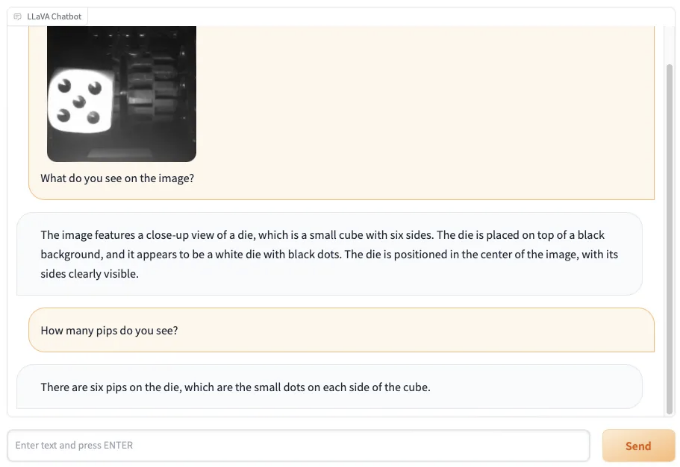 LLaVA Chatbot
What do you see on the image?
The image features a close-up view of a die, which is a small cube with six sides. The die is placed on top of a black
background, and it appears to be a white die with black dots. The die is positioned in the center of the image, with its
sides clearly visible.
How many pips do you see?
There are six pips on the die, which are the small dots on each side of the cube.
Enter text and press ENTER
Send